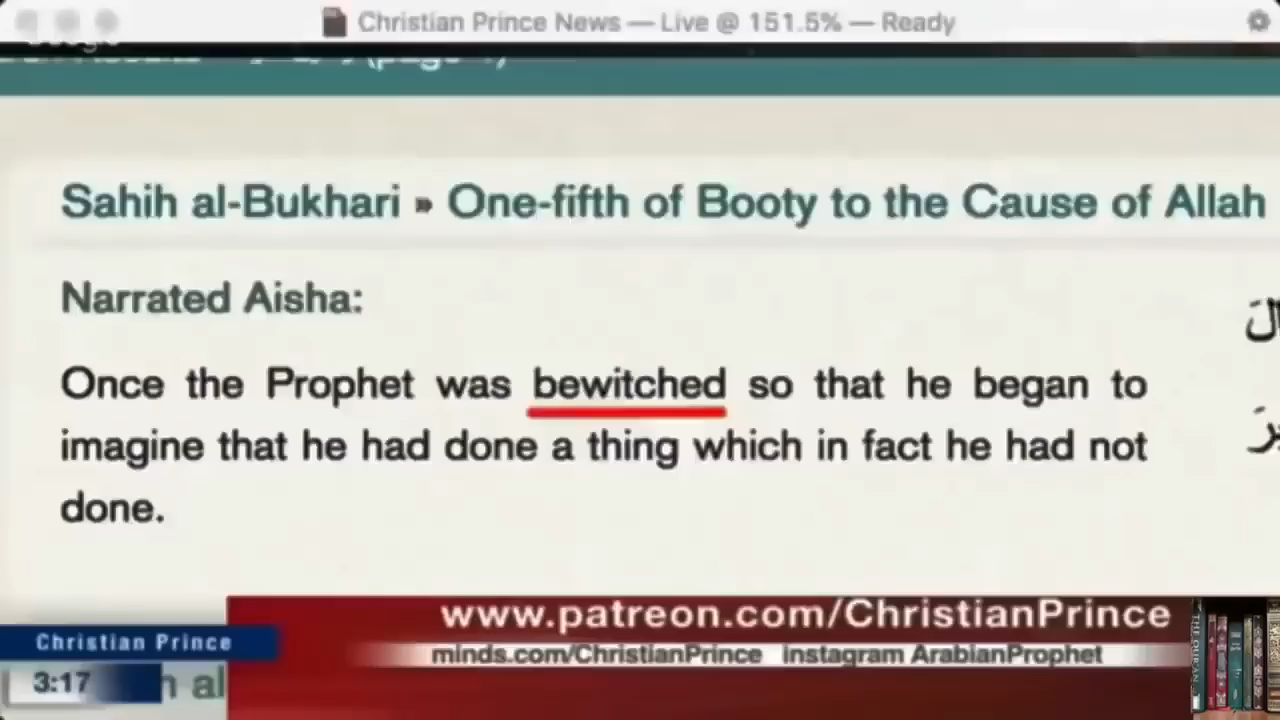 Christian Prince News — Live @ 151.5% — Ready
Sahih al-Bukhari » One-fifth of Booty to the Cause of Allah
Narrated Aisha:
Once the Prophet was bewitched so that he began to
imagine that he had done a thing which in fact he had not
done.
www.patreon.com/ChristianPrince
Christian Prince
minds.com/ChristianPrince instagram ArabianProphet
3:17
al
THE QURAN